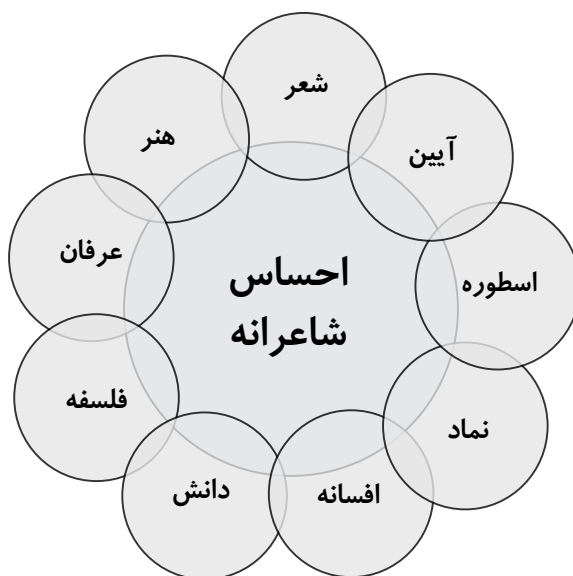 شعر
آیین
اسطوره
نماد
افسانه
دانش
فلسفه
عرفان
هنر
احساس
شاعرانه